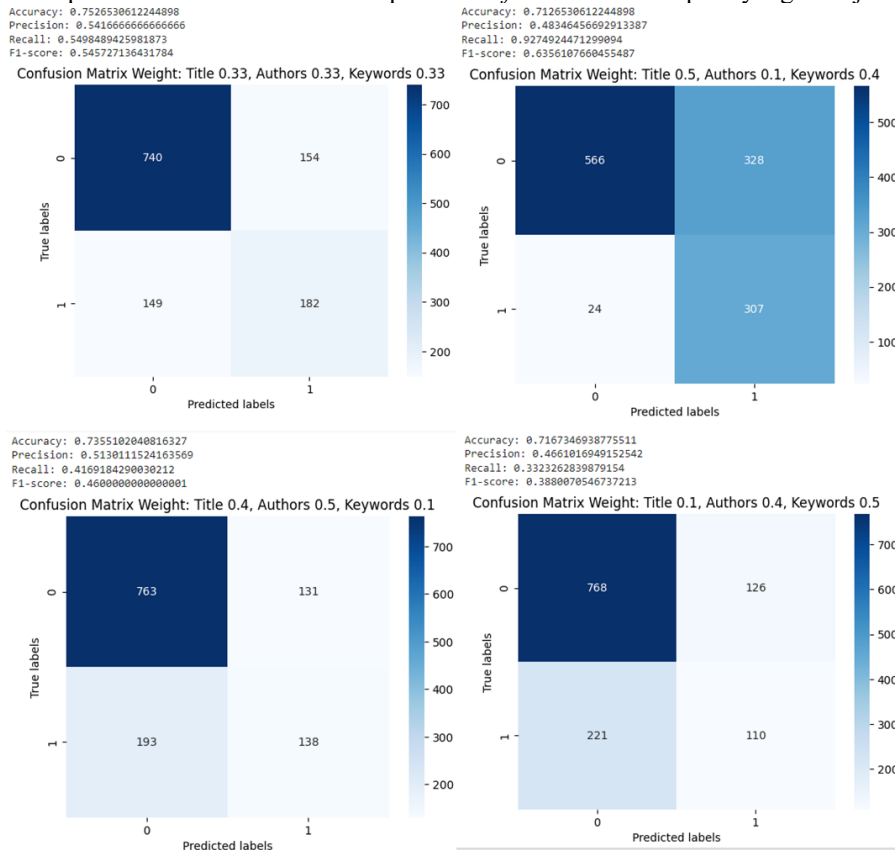 Accuracy: 0.7526530612244898
Precision: 0.5416666666666666
Recall: 0.5498489425981873
F1-score: 0.545727136431784
Confusion Matrix Weight: Title 0.33, Authors 0.33, Keywords 0.33
740
154
149
182
0
1
0
1
True labels
Predicted labels
700
600
500
400
300
200
Accuracy: 0.7126530612244898
Precision: 0.48346456692913387
Recall: 0.9274924471299094
F1-score: 0.6356107660455487
Confusion Matrix Weight: Title 0.5, Authors 0.1, Keywords 0.4
566
328
24
307
0
1
0
1
True labels
Predicted labels
500
400
300
200
100
Accuracy: 0.7355102040816327
Precision: 0.5130111524163569
Recall: 0.4169184290030212
F1-score: 0.4600000000000001
Confusion Matrix Weight: Title 0.4, Authors 0.5, Keywords 0.1
763
131
193
138
0
1
0
1
True labels
Predicted labels
700
600
500
400
300
200
Accuracy: 0.7167346938775511
Precision: 0.4661016949152542
Recall: 0.3323262839879154
F1-score: 0.3880070546737213
Confusion Matrix Weight: Title 0.1, Authors 0.4, Keywords 0.5
768
126
221
110
0
1
0
1
True labels
Predicted labels
700
600
500
400
300
200